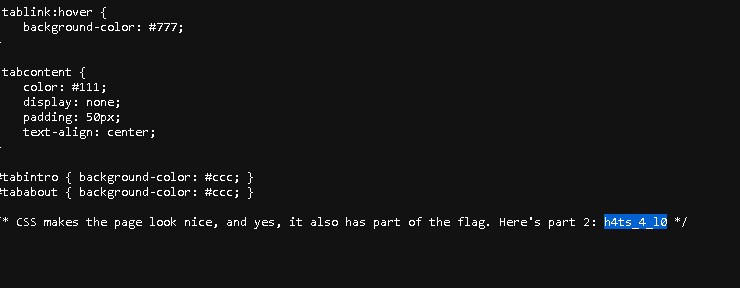 tablink:hover {
background-color: #777;
tabcontent {
color: #111;
display: none;
padding: 50px;
text-align: center;
#tabintro { background-color: #ccc; }
#tababout { background-color: #ccc; }
* CSS makes the page look nice, and yes, it also has part of the flag. Here's part 2: h4ts_4_l0 */